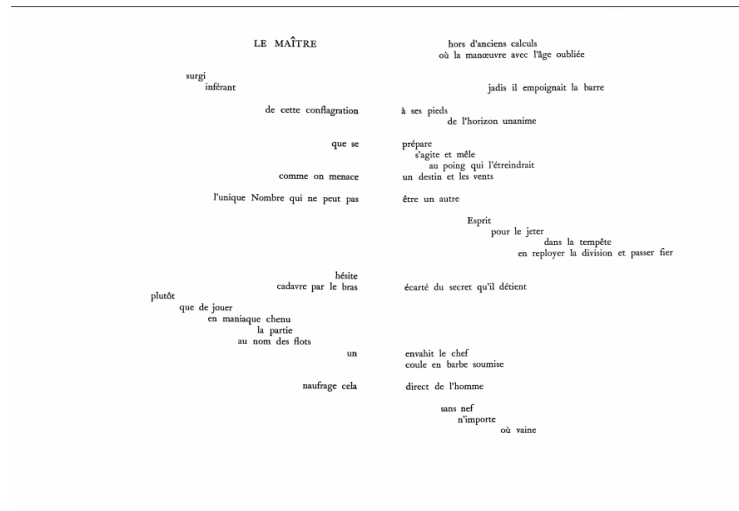 LE MAÎTRE hors d'anciens calculs
où la manœuvre avec l'âge oubliée
surgi
inférant jadis il empoignait la barre
de cette conflagration à ses pieds
de l'horizon unanime
que se prépare
s'agite et mêle
au poing qui l'étreindrait
comme on menace un destin et les vents
l'unique Nombre qui ne peut pas être un autre
Esprit
pour le jeter
dans la tempête
en reployer la division et passer fier
hésite
cadavre par le bras écarté du secret qu'il détient
plutôt
que de jouer
en maniaque chenu
la partie
au nom des flots
un envahit le chef
coule en barbe soumise
naufrage cela direct de l'homme
sans nef
n'importe
où vaine